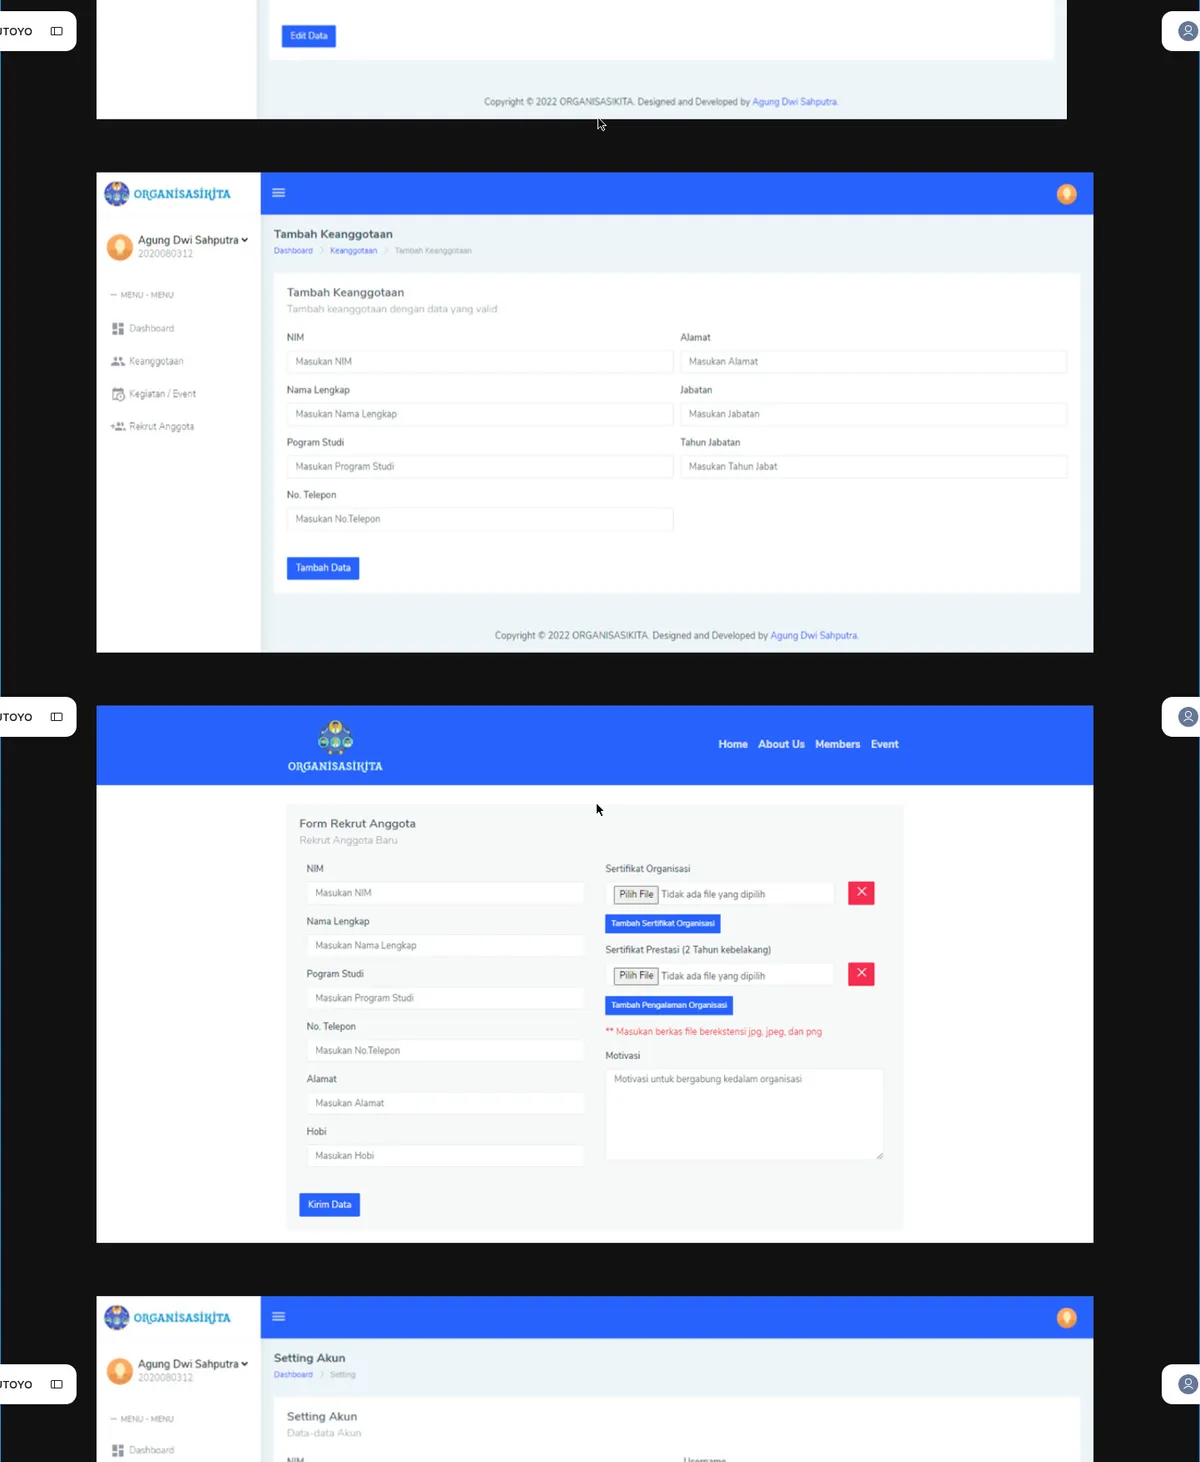 UTOYO
Edit Data
Copyright © 2022 ORGANISASIKITA. Designed and Developed by Agung Dwi Sahputra.
ORGANISASIKITA
Agung Dwi Sahputra
2020080312
MENU - MENU
Dashboard
Keanggotaan
Kegiatan / Event
Rekrut Anggota
Tambah Keanggotaan
Dashboard Keanggotaan Tambah Keanggotaan
Tambah Keanggotaan
Tambah keanggotaan dengan data yang valid
NIM
Masukan NIM
Nama Lengkap
Masukan Nama Lengkap
Pogram Studi
Masukan Program Studi
No. Telepon
Masukan No.Telepon
Alamat
Masukan Alamat
Jabatan
Masukan Jabatan
Tahun Jabatan
Masukan Tahun Jabat
Tambah Data
Copyright © 2022 ORGANISASIKITA. Designed and Developed by Agung Dwi Sahputra.
UTOYO
ORGANISASIKITA
Home About Us Members Event
Form Rekrut Anggota
Rekrut Anggota Baru
NIM
Masukan NIM
Nama Lengkap
Masukan Nama Lengkap
Pogram Studi
Masukan Program Studi
No. Telepon
Masukan No.Telepon
Alamat
Masukan Alamat
Hobi
Masukan Hobi
Sertifikat Organisasi
Pilih File Tidak ada file yang dipilih
Tambah Sertifikat Organisasi
Sertifikat Prestasi (2 Tahun kebelakang)
Pilih File Tidak ada file yang dipilih
Tambah Pengalaman Organisasi
** Masukan berkas file berekstensi jpg, jpeg, dan png
Motivasi
Motivasi untuk bergabung kedalam organisasi
Kirim Data
ORGANISASIKITA
Agung Dwi Sahputra
2020080312
UTOYO
MENU - MENU
Dashboard
Setting Akun
Dashboard Setting
Setting Akun
Data-data Akun
NIM
Username